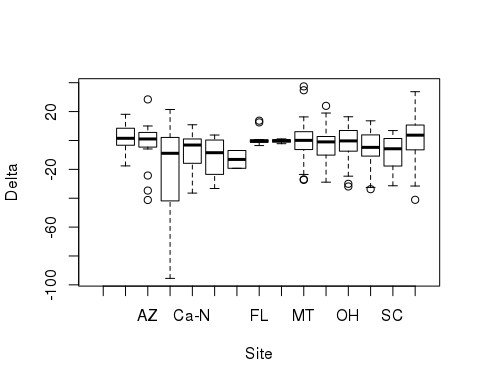 20
-20
-60
-100
Delta
AZ Ca-N FL MT OH SC
Site